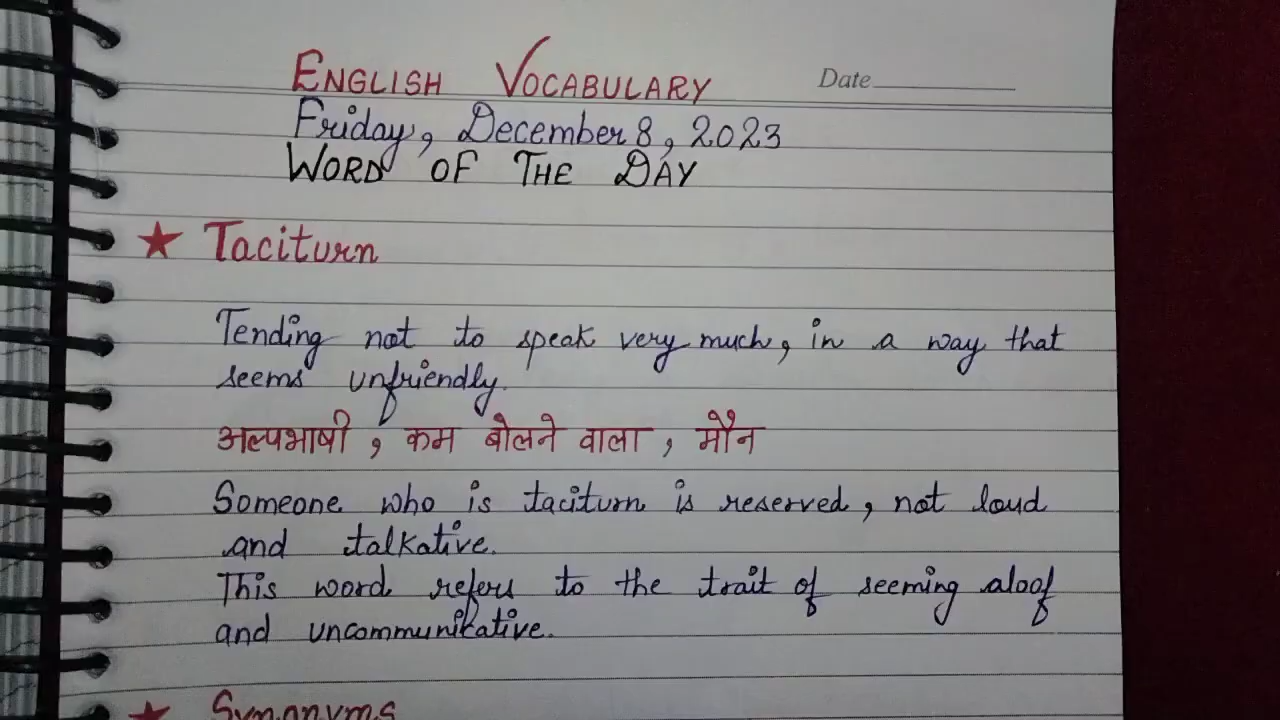 ENGLISH VOCABULARY
Date
Friday, December 8, 2023
WORD OF THE DAY
★ Taciturn
Tending not to speak very much, in a way that
seems unfriendly.
अल्पभाषी , कम बोलने वाला , मौन
Someone who is taciturn is reserved, not loud
and talkative.
This word refers to the trait of seeming aloof
and uncommunikative.
★ Synonyms